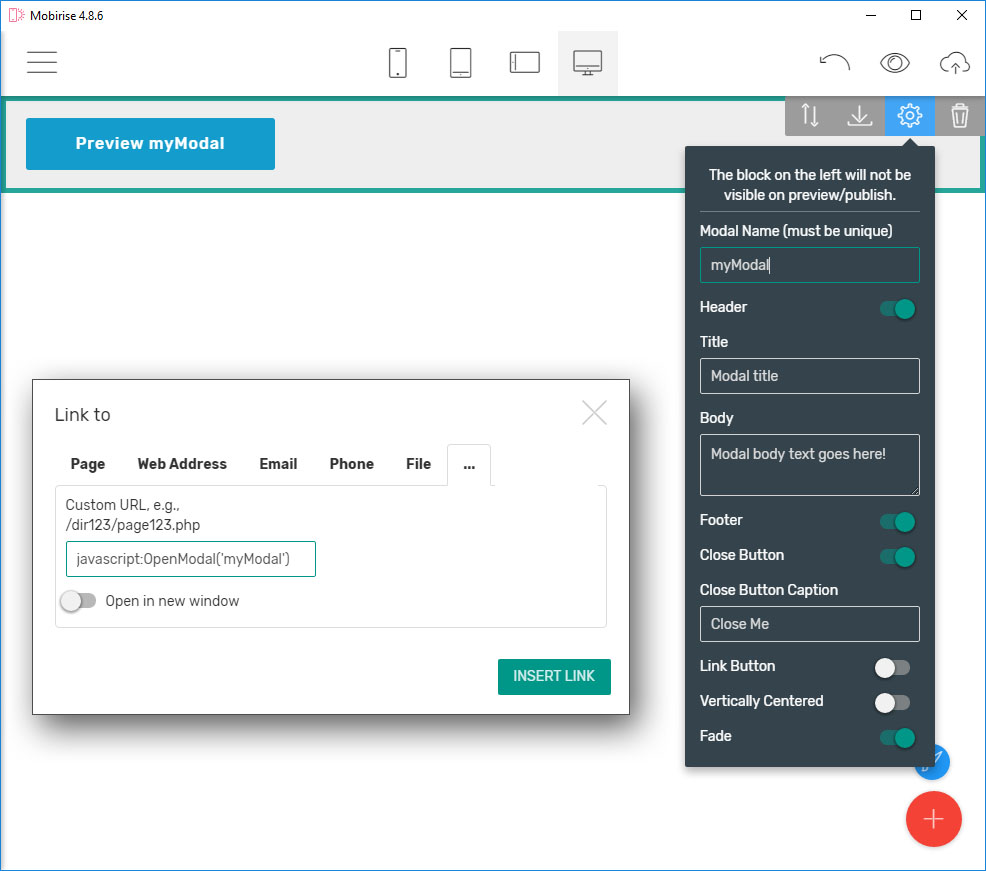 Mobirise 4.8.6
Preview myModal
The block on the left will not be
visible on preview/publish.
Modal Name (must be unique)
myModal
Header
Title
Modal title
Body
Modal body text goes here!
Footer
Close Button
Close Button Caption
Close Me
Link Button
Vertically Centered
Fade
Link to
Page Web Address Email Phone File ...
Custom URL, e.g.,
/dir123/page123.php
javascript:OpenModal('myModal')
Open in new window
INSERT LINK